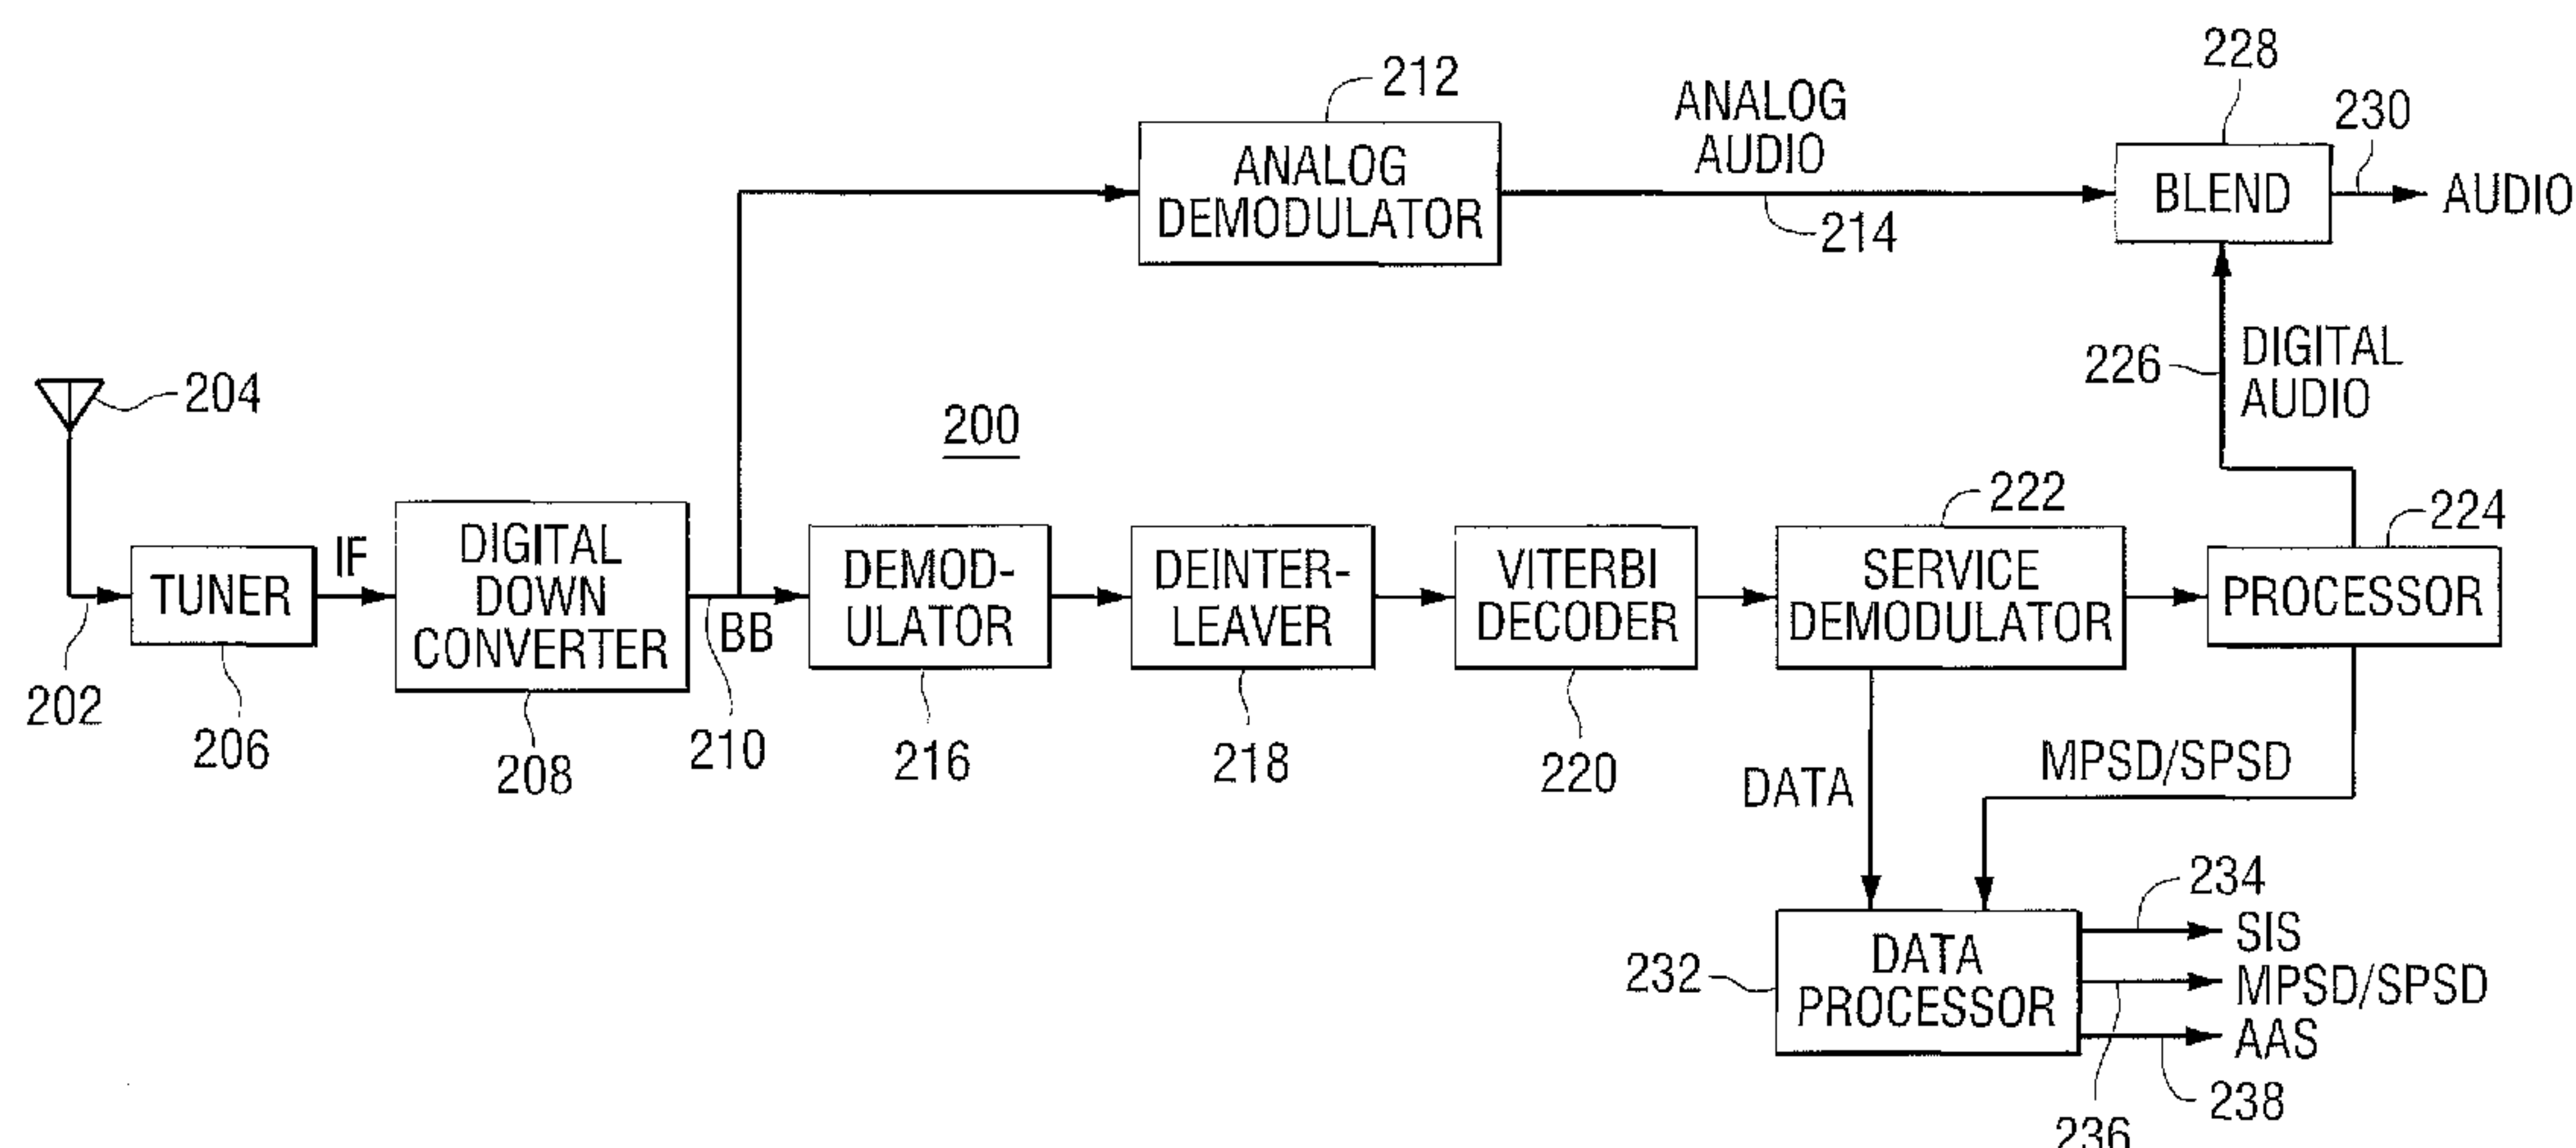 228
230
212
ANALOG
AUDIO
ANALOG
DEMODULATOR
BLEND
AUDIO
214
204
200
226
DIGITAL
AUDIO
222
224
IF
TUNER
DIGITAL
DOWN
CONVERTER
BB
DEMOD-
ULATOR
DEINTER-
LEAVER
VITERBI
DECODER
SERVICE
DEMODULATOR
PROCESSOR
202
206
208
210
216
218
220
DATA
MPSD/SPSD
234
232
DATA
PROCESSOR
SIS
MPSD/SPSD
AAS
238
236